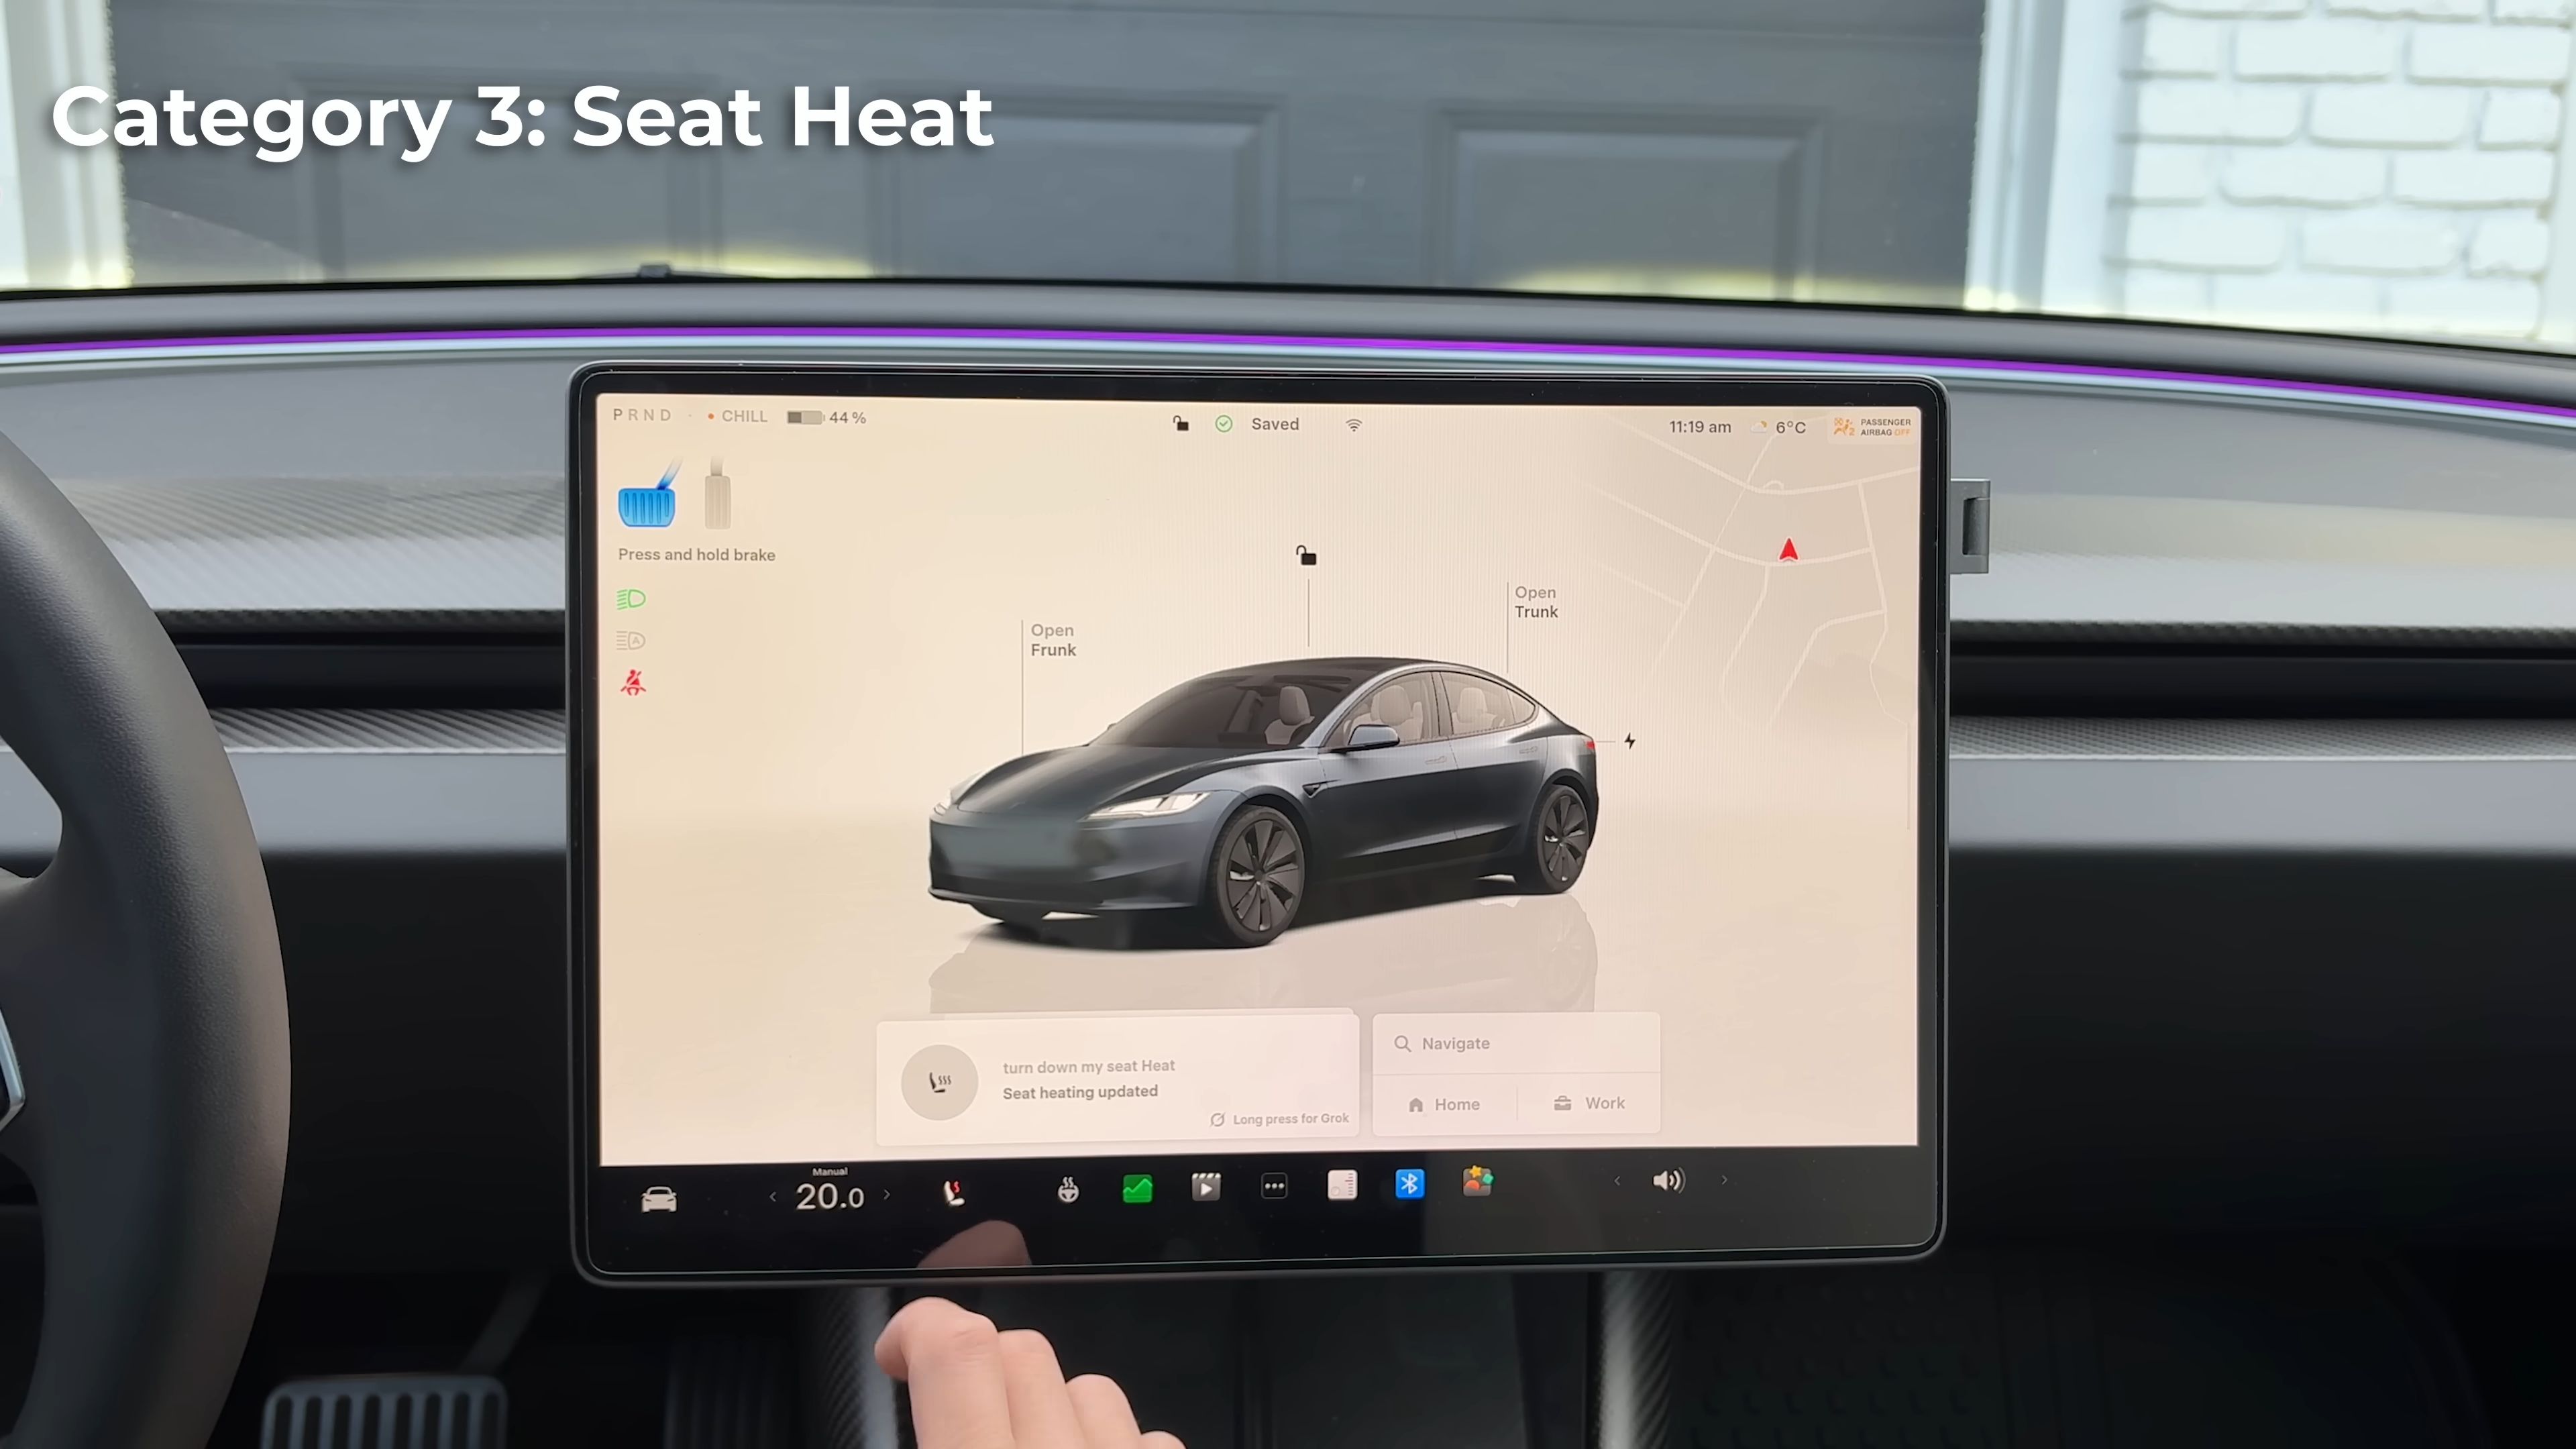 Category 3: Seat Heat
P R N D
CHILL
44 %
Saved
11:19 am
6°C
PASSENGER
AIRBAG OFF
Press and hold brake
A
Open
Frunk
Open
Trunk
turn down my seat Heat
Seat heating updated
Long press for Grok
Navigate
Home
Work
Manual
20.0